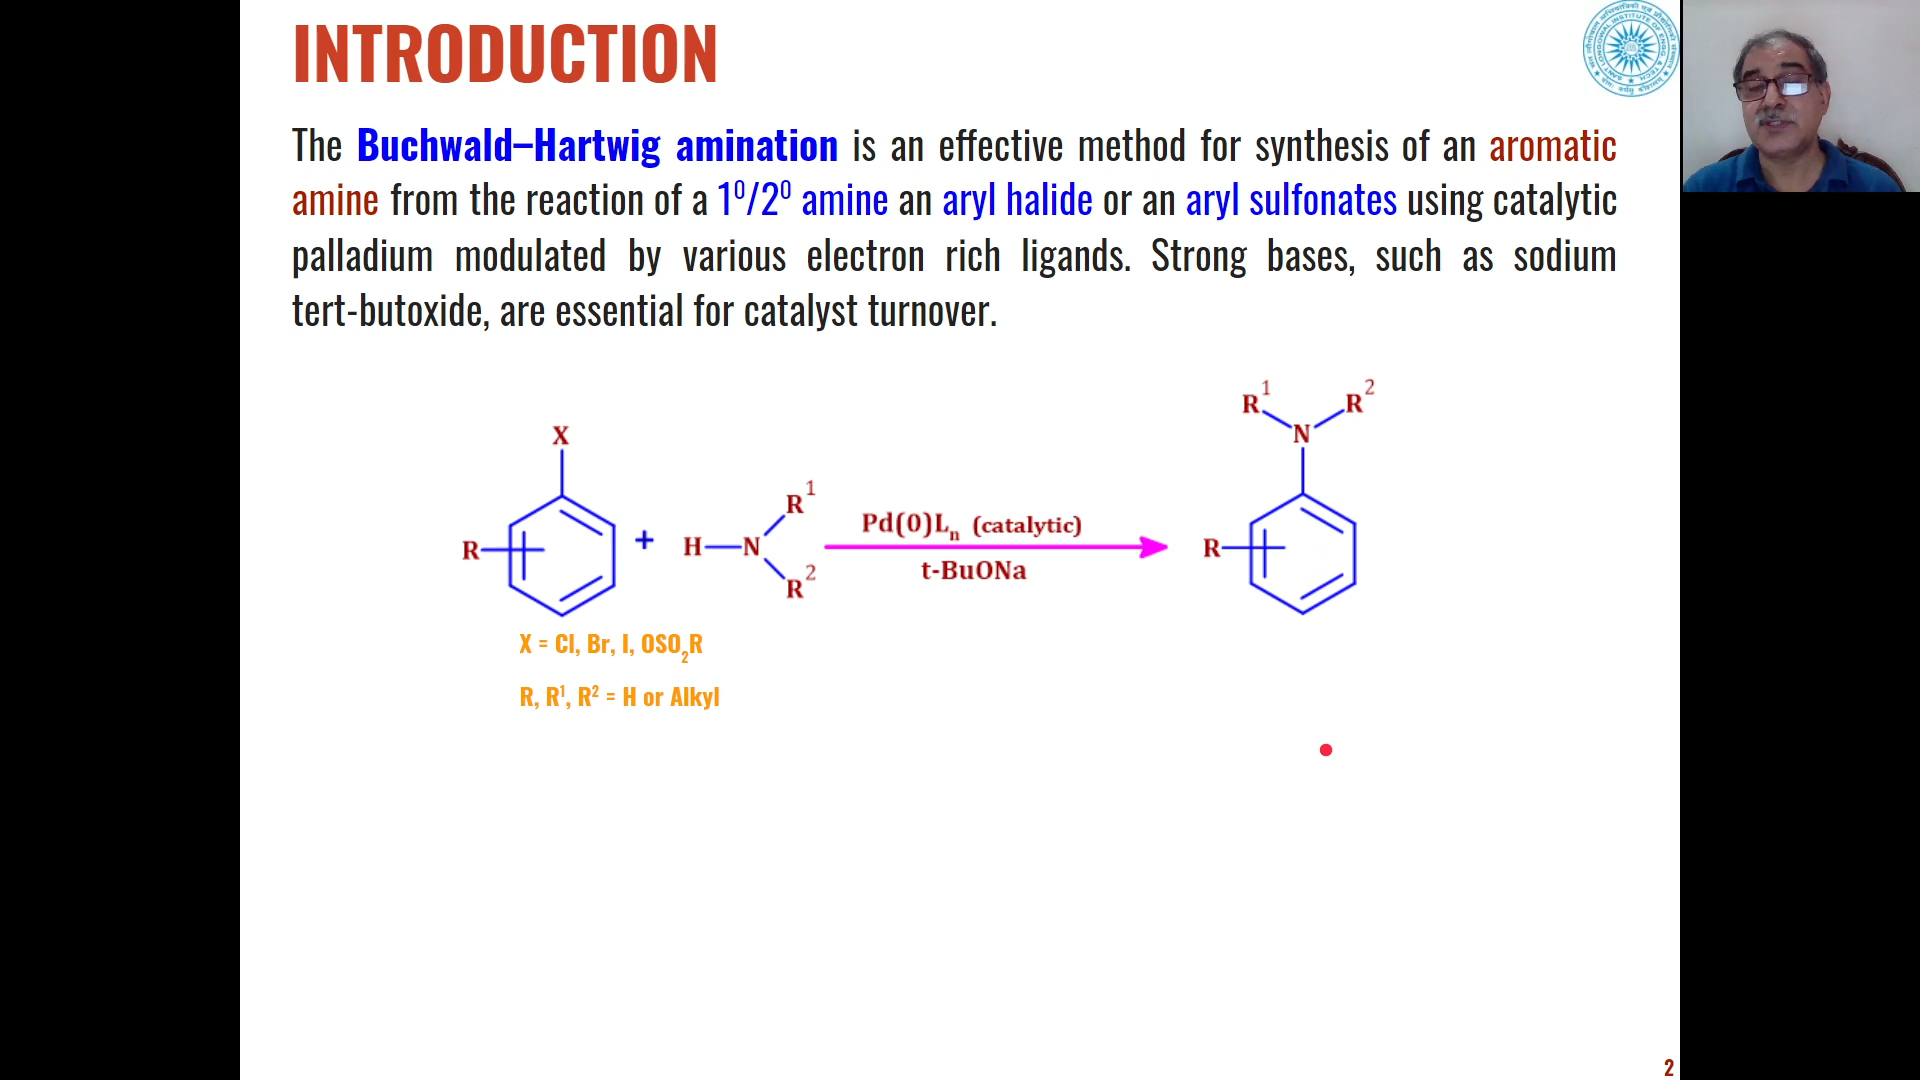 INTRODUCTION
The Buchwald–Hartwig amination is an effective method for synthesis of an aromatic
amine from the reaction of a 1⁰/2⁰ amine an aryl halide or an aryl sulfonates using catalytic
palladium modulated by various electron rich ligands. Strong bases, such as sodium
tert-butoxide, are essential for catalyst turnover.
X
R
+
H—N
R¹
R²
Pd(0)Lₙ (catalytic)
t-BuONa
R¹
R²
N
R
X = Cl, Br, I, OSO₂R
R, R¹, R² = H or Alkyl
2